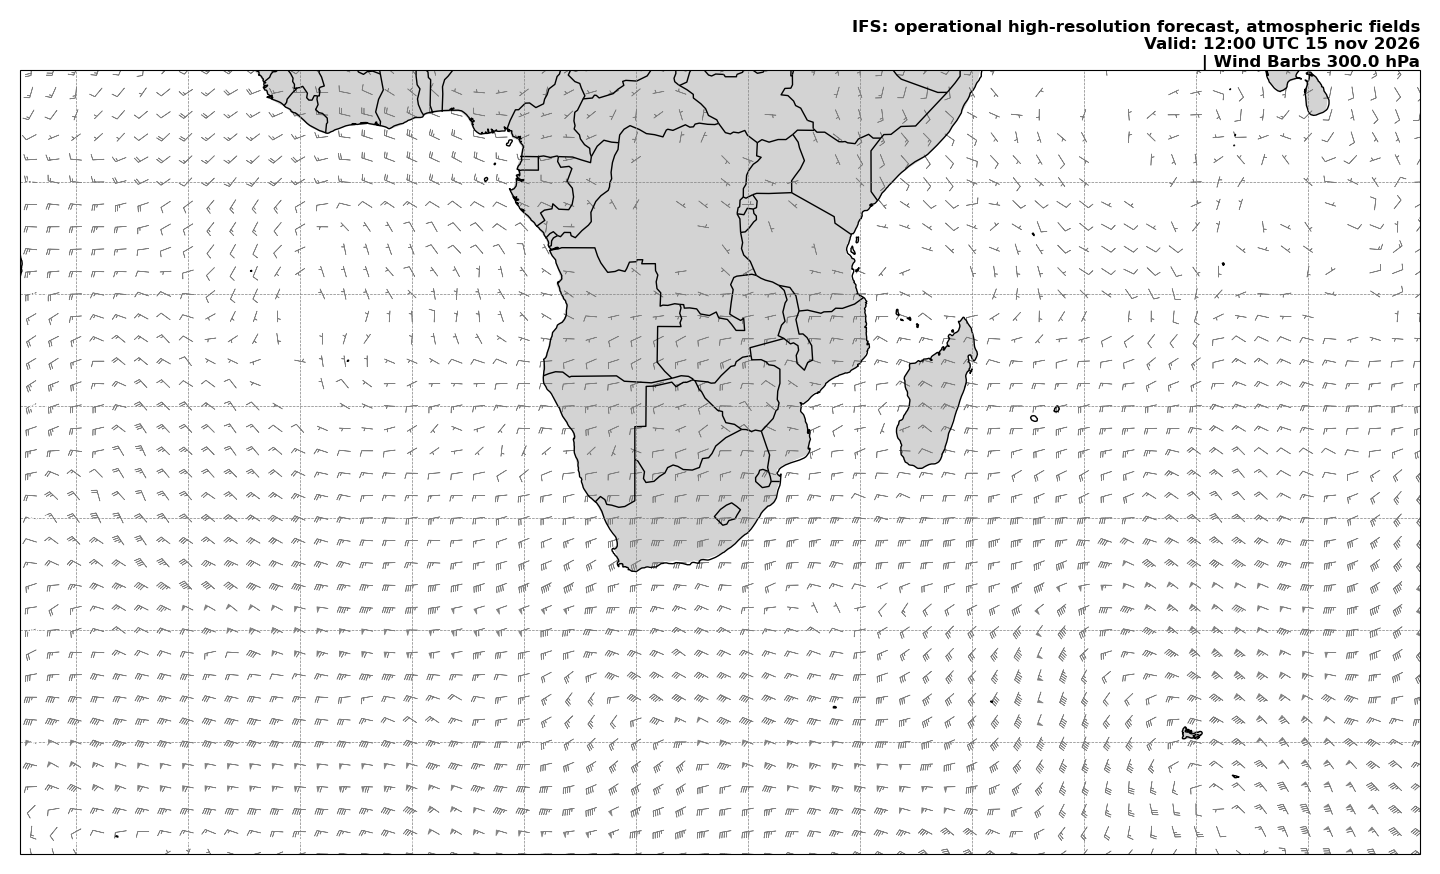 IFS: operational high-resolution forecast, atmospheric fields
Valid: 12:00 UTC 15 nov 2026
| Wind Barbs 300.0 hPa